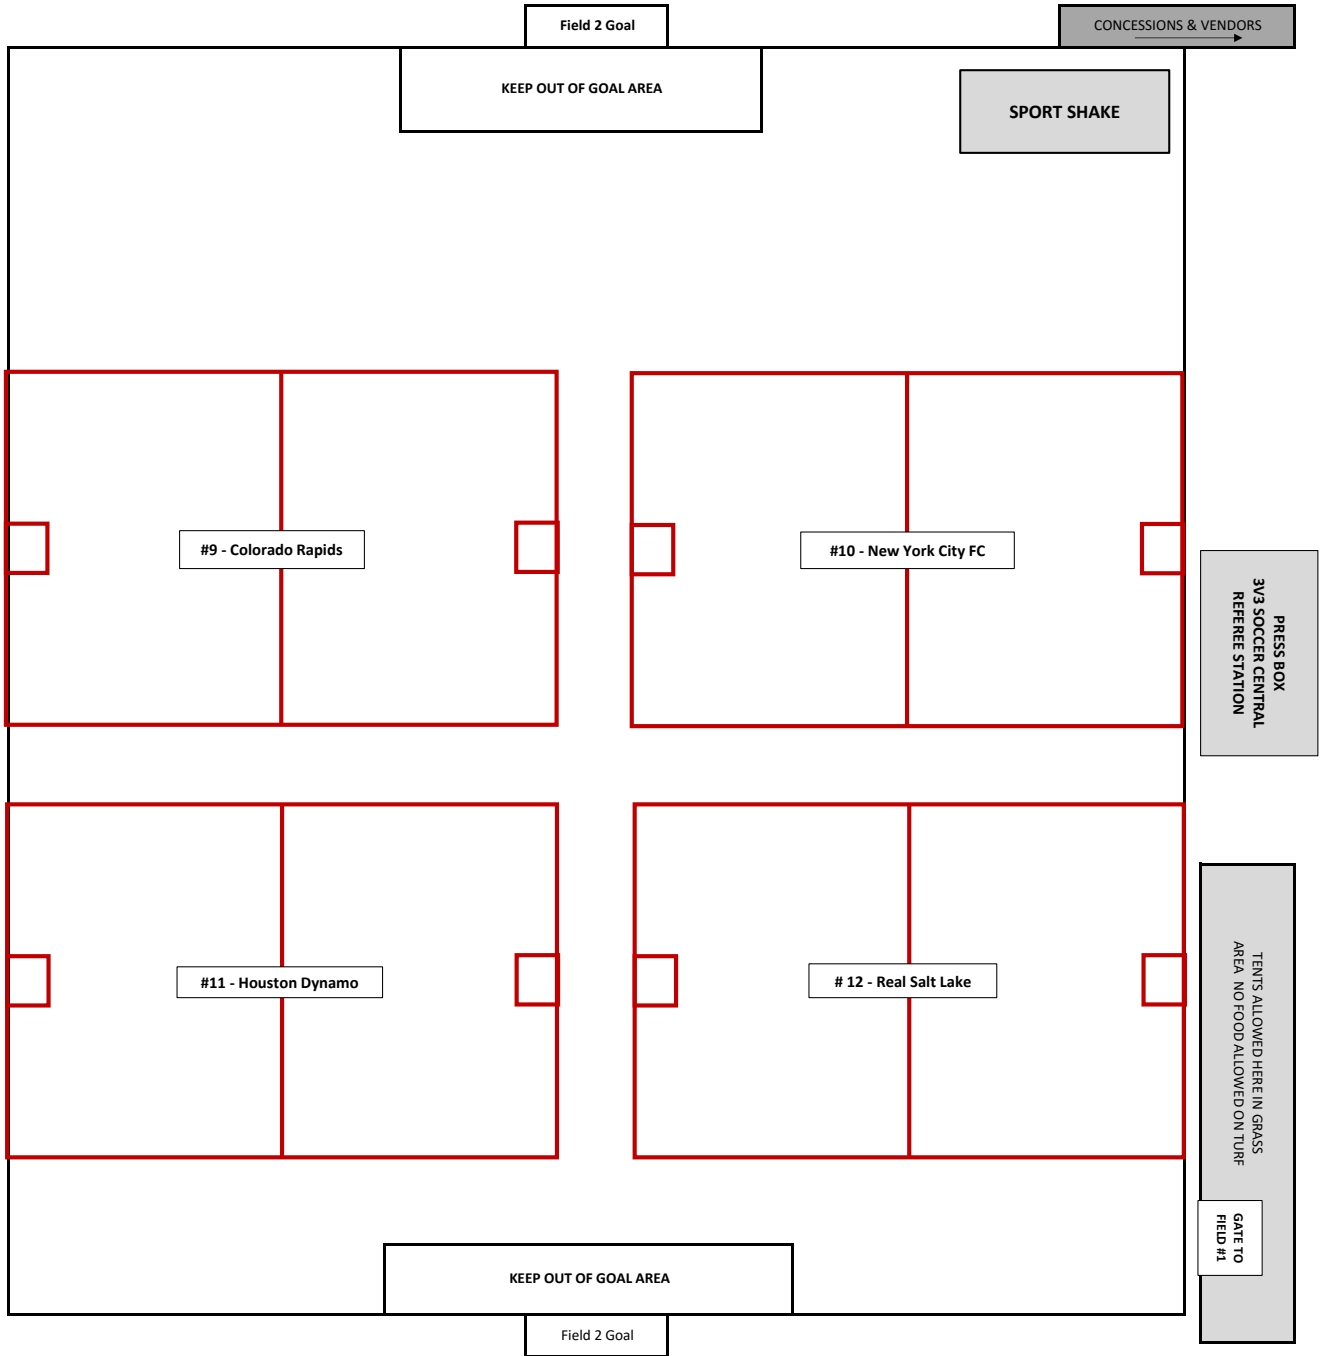 Field 2 Goal
CONCESSIONS & VENDORS
KEEP OUT OF GOAL AREA
SPORT SHAKE
#9 - Colorado Rapids
#10 - New York City FC
PRESS BOX
3V3 SOCCER CENTRAL
REFEREE STATION
#11 - Houston Dynamo
# 12 - Real Salt Lake
TENTS ALLOWED HERE IN GRASS
AREA  NO FOOD ALLOWED ON TURF
GATE TO
FIELD #1
KEEP OUT OF GOAL AREA
Field 2 Goal